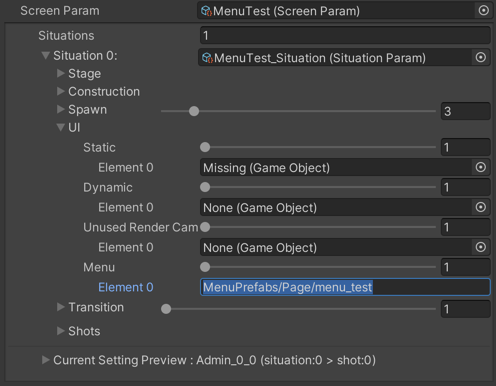 Screen Param MenuTest (Screen Param)
Situations 1
Situation 0: MenuTest_Situation (Situation Param)
Stage
Construction
Spawn 3
UI
Static 1
Element 0 Missing (Game Object)
Dynamic 1
Element 0 None (Game Object)
Unused Render Cam 1
Element 0 None (Game Object)
Menu 1
Element 0 MenuPrefabs/Page/menu_test
Transition 1
Shots
Current Setting Preview : Admin_0_0 (situation:0 > shot:0)